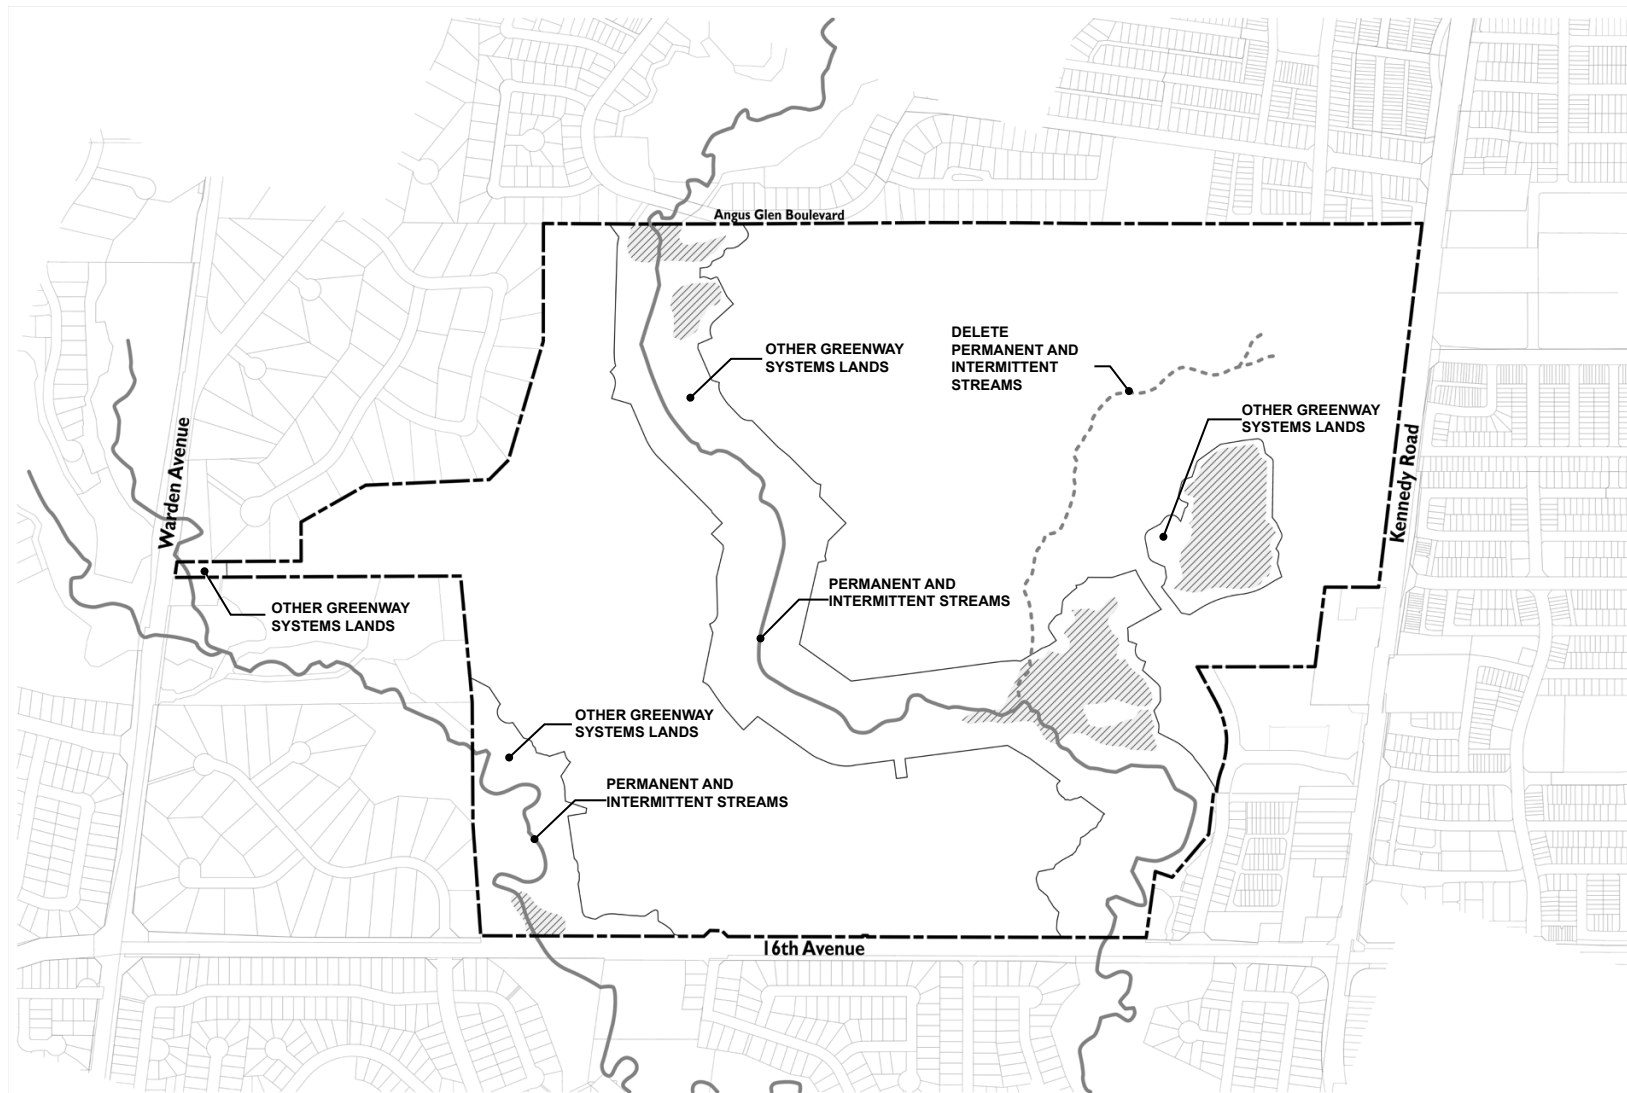 Angus Glen Boulevard
DELETE
PERMANENT AND
INTERMITTENT
STREAMS
OTHER GREENWAY
SYSTEMS LANDS
OTHER GREENWAY
SYSTEMS LANDS
Warden Avenue
Kennedy Road
PERMANENT AND
INTERMITTENT STREAMS
OTHER GREENWAY
SYSTEMS LANDS
OTHER GREENWAY
SYSTEMS LANDS
PERMANENT AND
INTERMITTENT STREAMS
16th Avenue